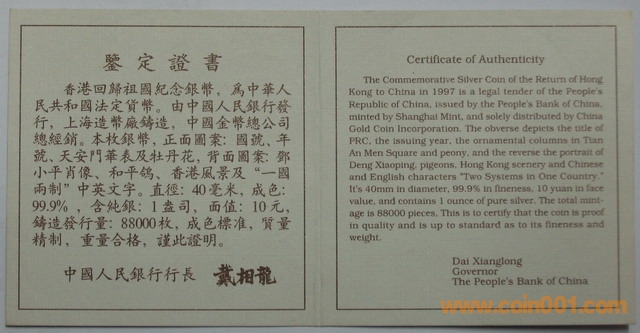 鑒定證書
香港回歸祖國紀念銀幣，爲中華人
民共和國法定貨幣。由中國人民銀行發
行，上海造幣廠鑄造，中國金幣總公司
總經銷。本枚銀幣，正面圖案：國號、年
號、天安門華表及牡丹花，背面圖案：鄧
小平肖像、和平鴿、香港風景及“一國
兩制”中英文字。直徑：40毫米，成色：
99.9%，含純銀：1盎司，面值：10元，
鑄造發行量：88000枚，成色標准，質量
精制，重量合格，謹此證明。
中國人民銀行行長 戴相龍
Certificate of Authenticity
The Commemorative Silver Coin of the Return of Hong
Kong to China in 1997 is a legal tender of the People's
Republic of China, issued by the People's Bank of China,
minted by Shanghai Mint, and solely distributed by China
Gold Coin Incorporation. The obverse depicts the title of
PRC, the issuing year, the ornamental columns in Tian
An Men Square and peony, and the reverse the portrait of
Deng Xiaoping, pigeons, Hong Kong scenery and Chinese
and English characters "Two Systems in One Country."
It's 40mm in diameter, 99.9% in fineness, 10 yuan in face
value, and contains 1 ounce of pure silver. The total mint-
age is 88000 pieces, This is to certify that the coin is proof
in quality and is up to standard as to its fineness and
weight.
Dai Xianglong
Governor
The People's Bank of China
www.coin001.com